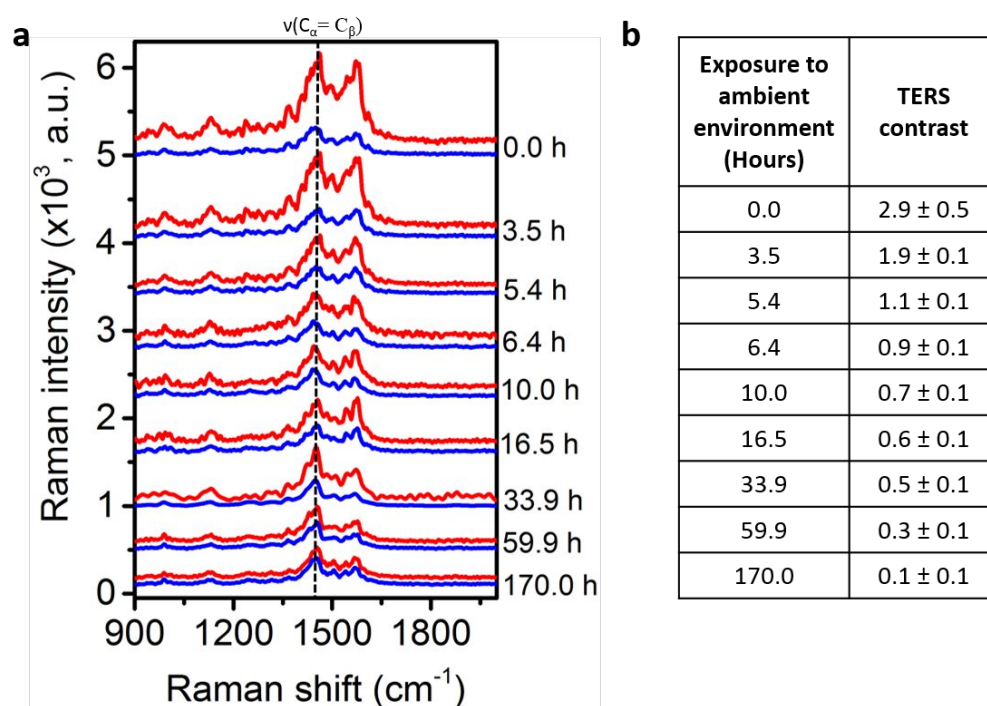 a
ν(Cα= Cβ)
Raman intensity (x10³, a.u.)
6
5
4
3
2
1
0
0.0 h
3.5 h
5.4 h
6.4 h
10.0 h
16.5 h
33.9 h
59.9 h
170.0 h
900 1200 1500 1800
Raman shift (cm⁻¹)
b
Exposure to
ambient
environment
(Hours)
TERS
contrast
0.0 2.9 ± 0.5
3.5 1.9 ± 0.1
5.4 1.1 ± 0.1
6.4 0.9 ± 0.1
10.0 0.7 ± 0.1
16.5 0.6 ± 0.1
33.9 0.5 ± 0.1
59.9 0.3 ± 0.1
170.0 0.1 ± 0.1